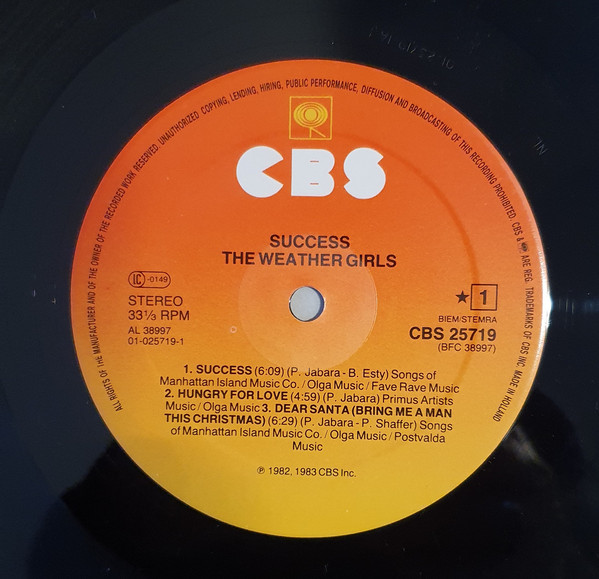 ALL RIGHTS OF THE MANUFACTURER AND OF THE OWNER OF THE RECORDED WORK RESERVED. UNAUTHORIZED COPYING, LENDING, HIRING, PUBLIC PERFORMANCE, DIFFUSION AND BROADCASTING OF THIS RECORDING PROHIBITED. CBS & ARE REG. TRADEMARKS OF CBS INC. MADE IN HOLLAND
CBS
SUCCESS
THE WEATHER GIRLS
IC -0149
STEREO
33 1/3 RPM
AL 38997
01-025719-1
★ 1
BIEM/STEMRA
CBS 25719
(BFC 38997)
1. SUCCESS (6:09) (P. Jabara - B. Esty) Songs of
Manhattan Island Music Co. / Olga Music / Fave Rave Music
2. HUNGRY FOR LOVE (4:59) (P. Jabara) Primus Artists
Music / Olga Music 3. DEAR SANTA (BRING ME A MAN
THIS CHRISTMAS) (6:29) (P. Jabara - P. Shaffer) Songs
of Manhattan Island Music Co. / Olga Music / Postvalda
Music
℗ 1982, 1983 CBS Inc.